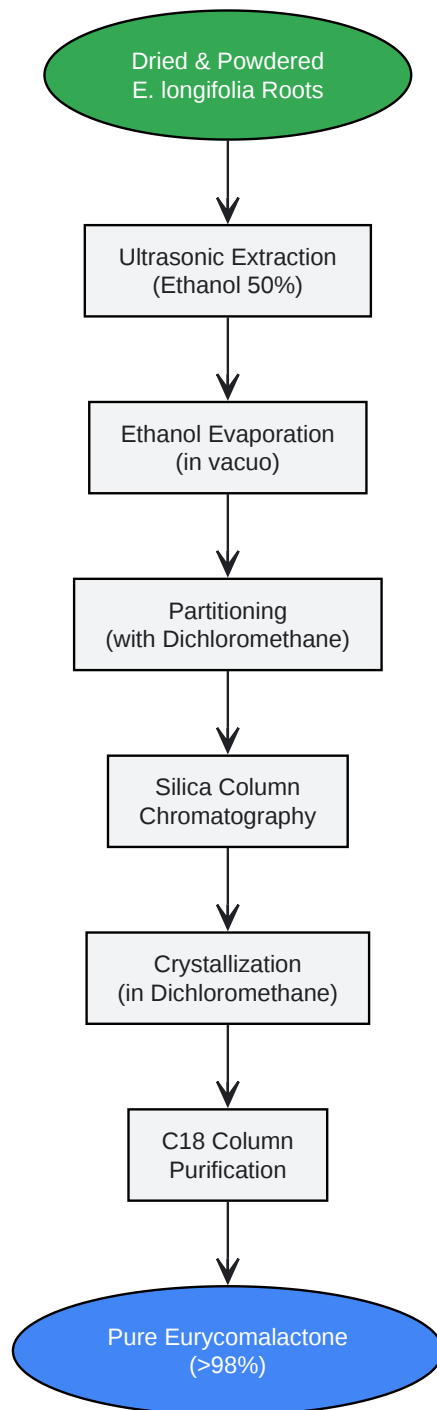 Dried & Powdered
E. longifolia Roots
Ultrasonic Extraction
(Ethanol 50%)
Ethanol Evaporation
(in vacuo)
Partitioning
(with Dichloromethane)
Silica Column
Chromatography
Crystallization
(in Dichloromethane)
C18 Column
Purification
Pure Eurycomalactone
(>98%)